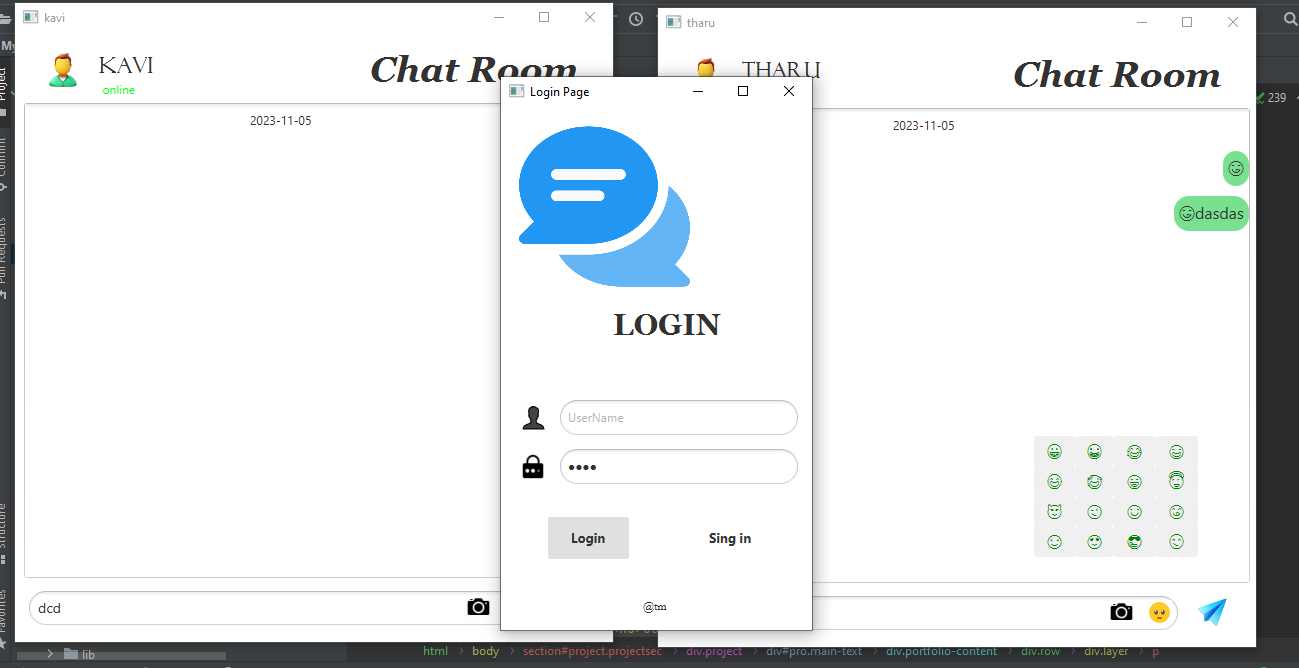 kavi
KAVI
online
Chat Room
2023-11-05
dcd
Login Page
LOGIN
UserName
Login
Sing in
@tm
tharu
THARU
Chat Room
2023-11-05
dasdas
My
Project
Commit
Pull Requests
Structure
Favorites
239
lib
html > body > section#project.projectsec > div.project > div#pro.main-text > div.portfolio-content > div.row > div.layer > p